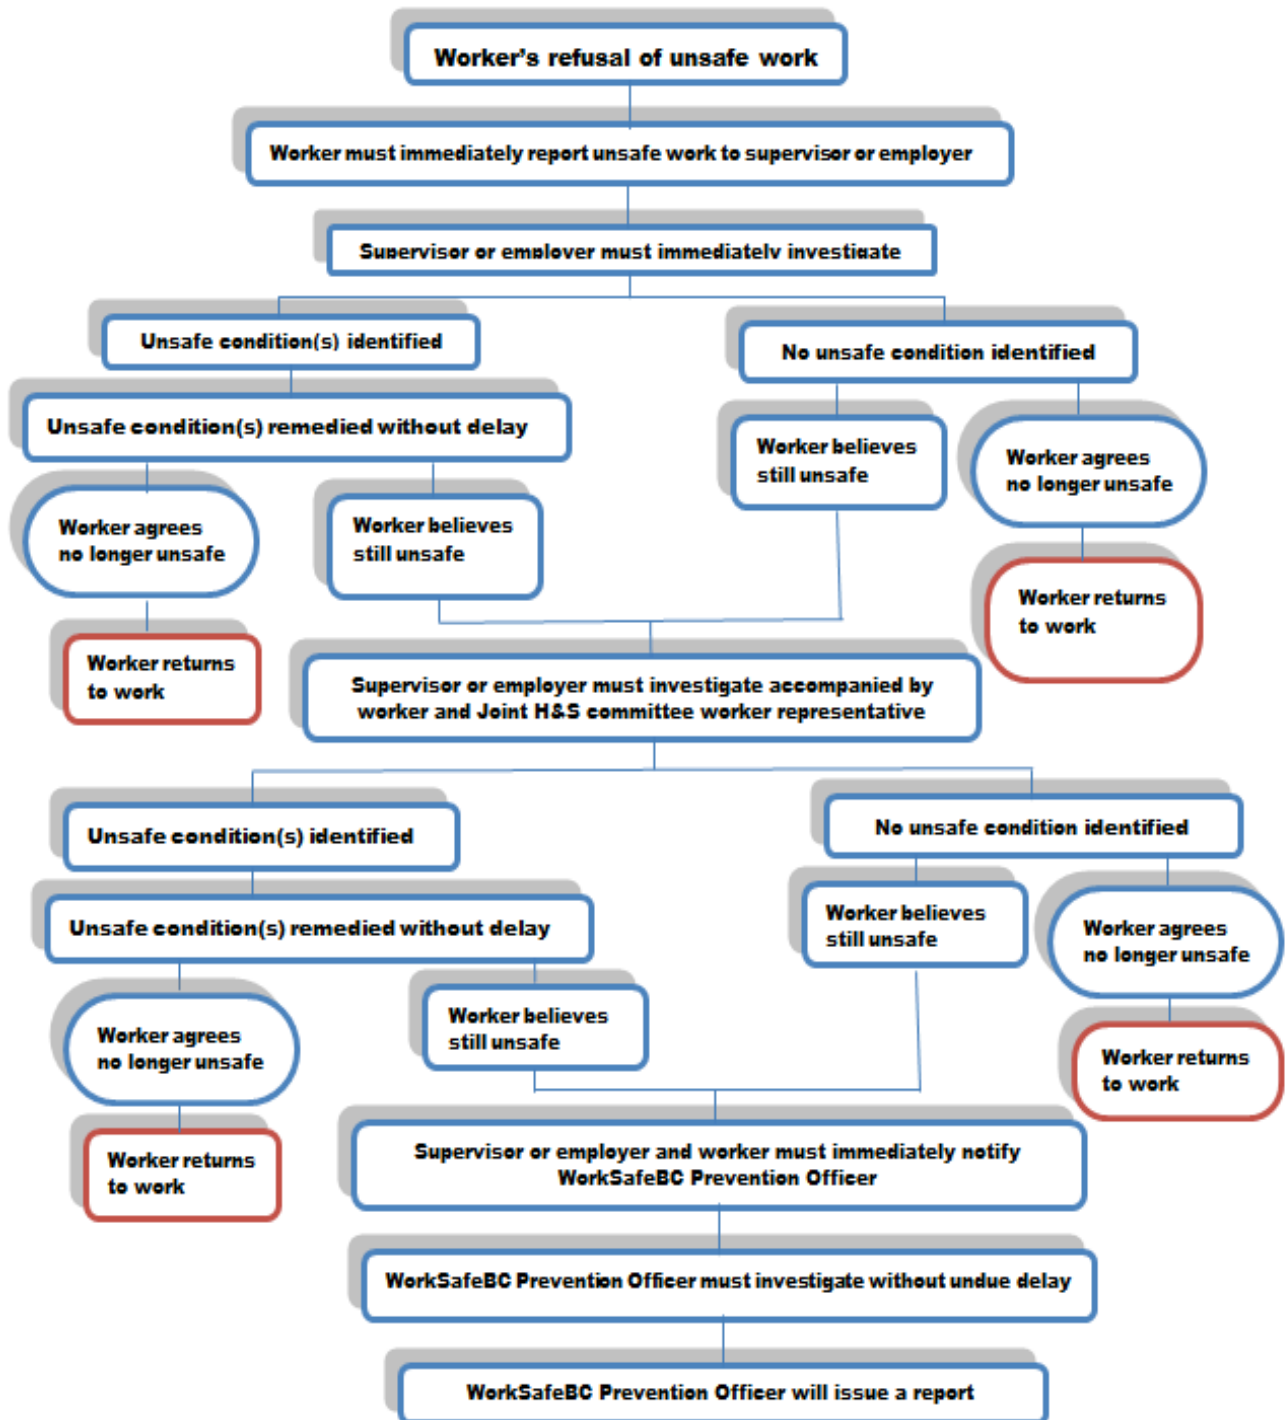 Worker's refusal of unsafe work
Worker must immediately report unsafe work to supervisor or employer
Supervisor or employer must immediately investigate
Unsafe condition(s) identified
No unsafe condition identified
Unsafe condition(s) remedied without delay
Worker believes
still unsafe
Worker agrees
no longer unsafe
Worker agrees
no longer unsafe
Worker believes
still unsafe
Worker returns
to work
Worker returns
to work
Supervisor or employer must investigate accompanied by
worker and Joint H&S committee worker representative
Unsafe condition(s) identified
No unsafe condition identified
Unsafe condition(s) remedied without delay
Worker believes
still unsafe
Worker agrees
no longer unsafe
Worker agrees
no longer unsafe
Worker believes
still unsafe
Worker returns
to work
Worker returns
to work
Supervisor or employer and worker must immediately notify
WorkSafeBC Prevention Officer
WorkSafeBC Prevention Officer must investigate without undue delay
WorkSafeBC Prevention Officer will issue a report